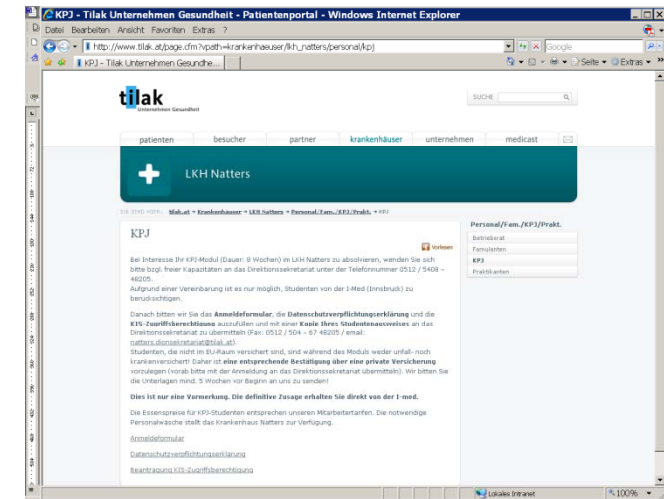 KPJ - Tilak Unternehmen Gesundheit - Patientenportal - Windows Internet Explorer
Datei Bearbeiten Ansicht Favoriten Extras ?
http://www.tilak.at/page.cfm?vpath=krankenhaeuser/lkh_natters/personal/kpj
Google
KPJ - Tilak Unternehmen Gesundhe...
Seite Extras
tilak
Unternehmen Gesundheit
SUCHE
patienten besucher partner krankenhäuser unternehmen medicast
LKH Natters
SIE SIND HIER: tilak.at → Krankenhäuser → LKH Natters → Personal/Fam./KPJ/Prakt. → KPJ
Personal/Fam./KPJ/Prakt.
Betriebsrat
Famulanten
KPJ
Praktikanten
KPJ
Vorlesen
Bei Interesse Ihr KPJ-Modul (Dauer: 8 Wochen) im LKH Natters zu absolvieren, wenden Sie sich
bitte bzgl. freier Kapazitäten an das Direktionssekretariat unter der Telefonnummer 0512 / 5408 –
48205.
Aufgrund einer Vereinbarung ist es nur möglich, Studenten von der I-Med (Innsbruck) zu
berücksichtigen.
Danach bitten wir Sie das Anmeldeformular, die Datenschutzverpflichtungserklärung und die
KIS-Zugriffsberechtigung auszufüllen und mit einer Kopie Ihres Studentenausweises an das
Direktionssekretariat zu übermitteln (Fax: 0512 / 504 – 67 48205 / email:
natters.dionsekretariat@tilak.at).
Studenten, die nicht im EU-Raum versichert sind, sind während des Moduls weder unfall- noch
krankenversichert! Daher ist eine entsprechende Bestätigung über eine private Versicherung
vorzulegen (vorab bitte mit der Anmeldung an das Direktionssekretariat übermitteln). Wir bitten Sie
die Unterlagen mind. 5 Wochen vor Beginn an uns zu senden!
Dies ist nur eine Vormerkung. Die definitive Zusage erhalten Sie direkt von der I-med.
Die Essenspreise für KPJ-Studenten entsprechen unseren Mitarbeitertarifen. Die notwendige
Personalwäsche stellt das Krankenhaus Natters zur Verfügung.
Anmeldeformular
Datenschutzverpflichtungserklärung
Beantragung KIS-Zugriffsberechtigung
Lokales Intranet
100%